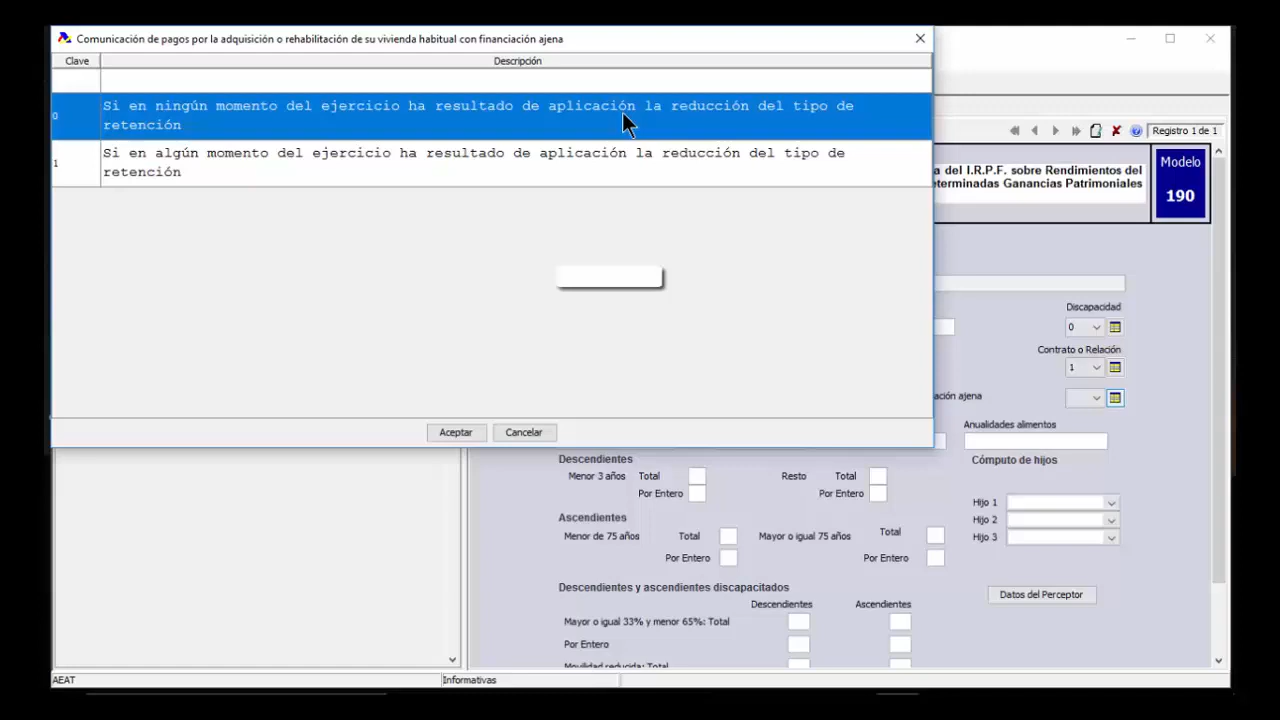 Comunicación de pagos por la adquisición o rehabilitación de su vivienda habitual con financiación ajena
Clave
Descripción
0
Si en ningún momento del ejercicio ha resultado de aplicación la reducción del tipo de
retención
1
Si en algún momento del ejercicio ha resultado de aplicación la reducción del tipo de
retención
Aceptar
Cancelar
Registro 1 de 1
a del I.R.P.F. sobre Rendimientos del
eterminadas Ganancias Patrimoniales
Modelo
190
Discapacidad
0
Contrato o Relación
1
ación ajena
Anualidades alimentos
Descendientes
Cómputo de hijos
Menor 3 años Total
Resto Total
Por Entero
Por Entero
Hijo 1
Hijo 2
Hijo 3
Ascendientes
Menor de 75 años Total
Mayor o igual 75 años Total
Por Entero
Por Entero
Descendientes y ascendientes discapacitados
Datos del Perceptor
Descendientes
Ascendientes
Mayor o igual 33% y menor 65%: Total
Por Entero
Movilidad reducida: Total
AEAT
Informativas